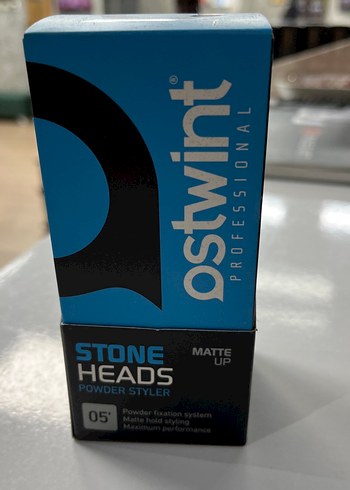 ostwint®
PROFESSIONAL
STONE
HEADS
POWDER STYLER
MATTE
UP
05'
Powder fixation system
Matte hold styling
Maximum performance